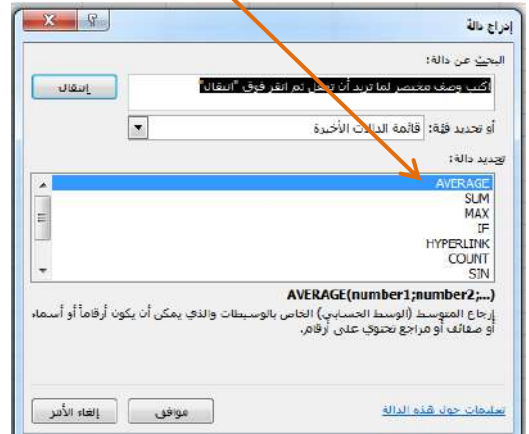 إدراج دالة
البحث عن دالة:
اكتب وصف مختصر لما تريد أن تفعل ثم انقر فوق "انتقال"
إنتقال
أو تحديد فئة: قائمة الدالات الأخيرة
تحديد دالة:
AVERAGE
SUM
MAX
IF
HYPERLINK
COUNT
SIN
AVERAGE(number1;number2;...)
إرجاع المتوسط (الوسط الحسابي) الخاص بالوسيطات والذي يمكن أن يكون أرقاماً أو أسماء
أو صفائف أو مراجع تحتوي على أرقام.
تعليمات حول هذه الدالة
موافق
إلغاء الأمر